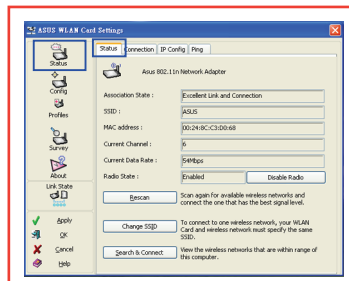 ASUS WLAN Card Settings
Status
Config
Profiles
Survey
About
Link State
Apply
OK
Cancel
Help
Status Connection IP Config Ping
Asus 802.11n Network Adapter
Association State : Excellent Link and Connection
SSID : ASUS
MAC address : 00:24:8C:C3:D0:68
Current Channel : 6
Current Data Rate : 54Mbps
Radio State : Enabled Disable Radio
Rescan
Scan again for available wireless networks and
connect the one that has the best signal level.
Change SSID
To connect to one wireless network, your WLAN
Card and wireless network must specify the same
SSID.
Search & Connect
View the wireless networks that are within range of
this computer.